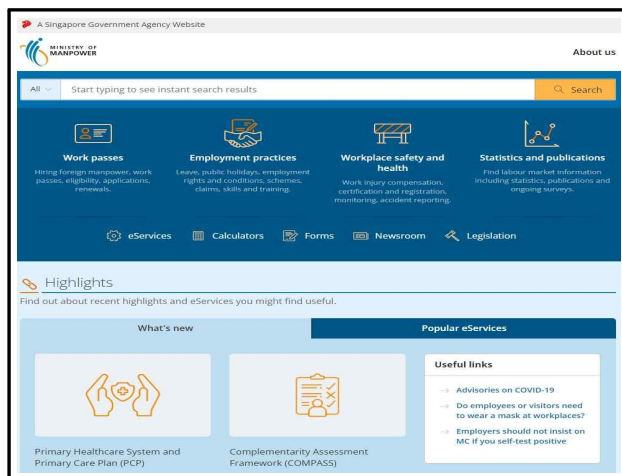 A Singapore Government Agency Website
MINISTRY OF
MANPOWER
About us
All
Start typing to see instant search results
Search
Work passes
Hiring foreign manpower, work
passes, eligibility, applications,
renewals.
Employment practices
Leave, public holidays, employment
rights and conditions, schemes,
claims, skills and training.
Workplace safety and
health
Work injury compensation,
certification and registration,
monitoring, accident reporting.
Statistics and publications
Find labour market information
including statistics, publications and
ongoing surveys.
eServices
Calculators
Forms
Newsroom
Legislation
Highlights
Find out about recent highlights and eServices you might find useful.
What's new
Popular eServices
Primary Healthcare System and
Primary Care Plan (PCP)
Complementarity Assessment
Framework (COMPASS)
Useful links
Advisories on COVID-19
Do employees or visitors need
to wear a mask at workplaces?
Employers should not insist on
MC if you self-test positive